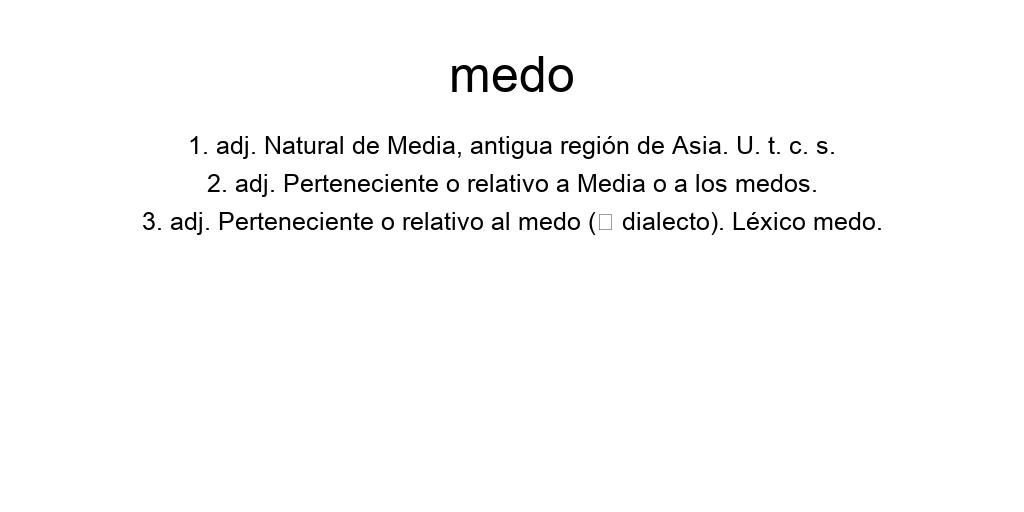 medo
1. adj. Natural de Media, antigua región de Asia. U. t. c. s.
2. adj. Perteneciente o relativo a Media o a los medos.
3. adj. Perteneciente o relativo al medo (□ dialecto). Léxico medo.